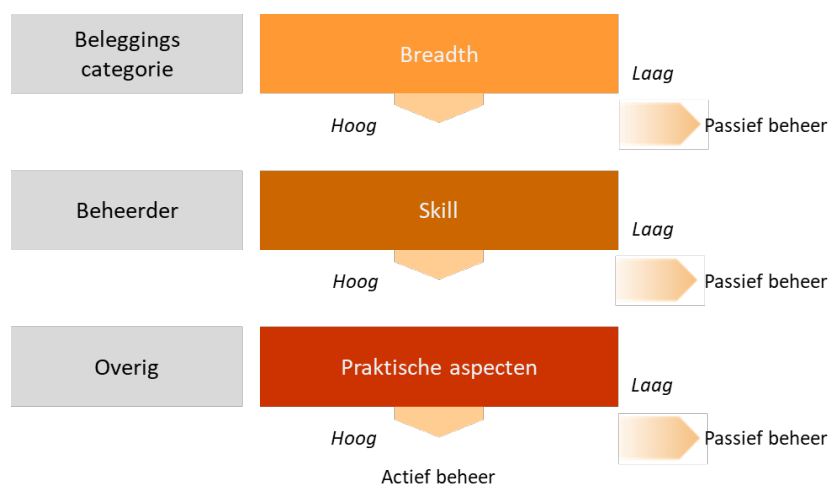 Beleggings
categorie
Breadth
Laag
Hoog
Passief beheer
Beheerder
Skill
Laag
Hoog
Passief beheer
Overig
Praktische aspecten
Laag
Hoog
Passief beheer
Actief beheer